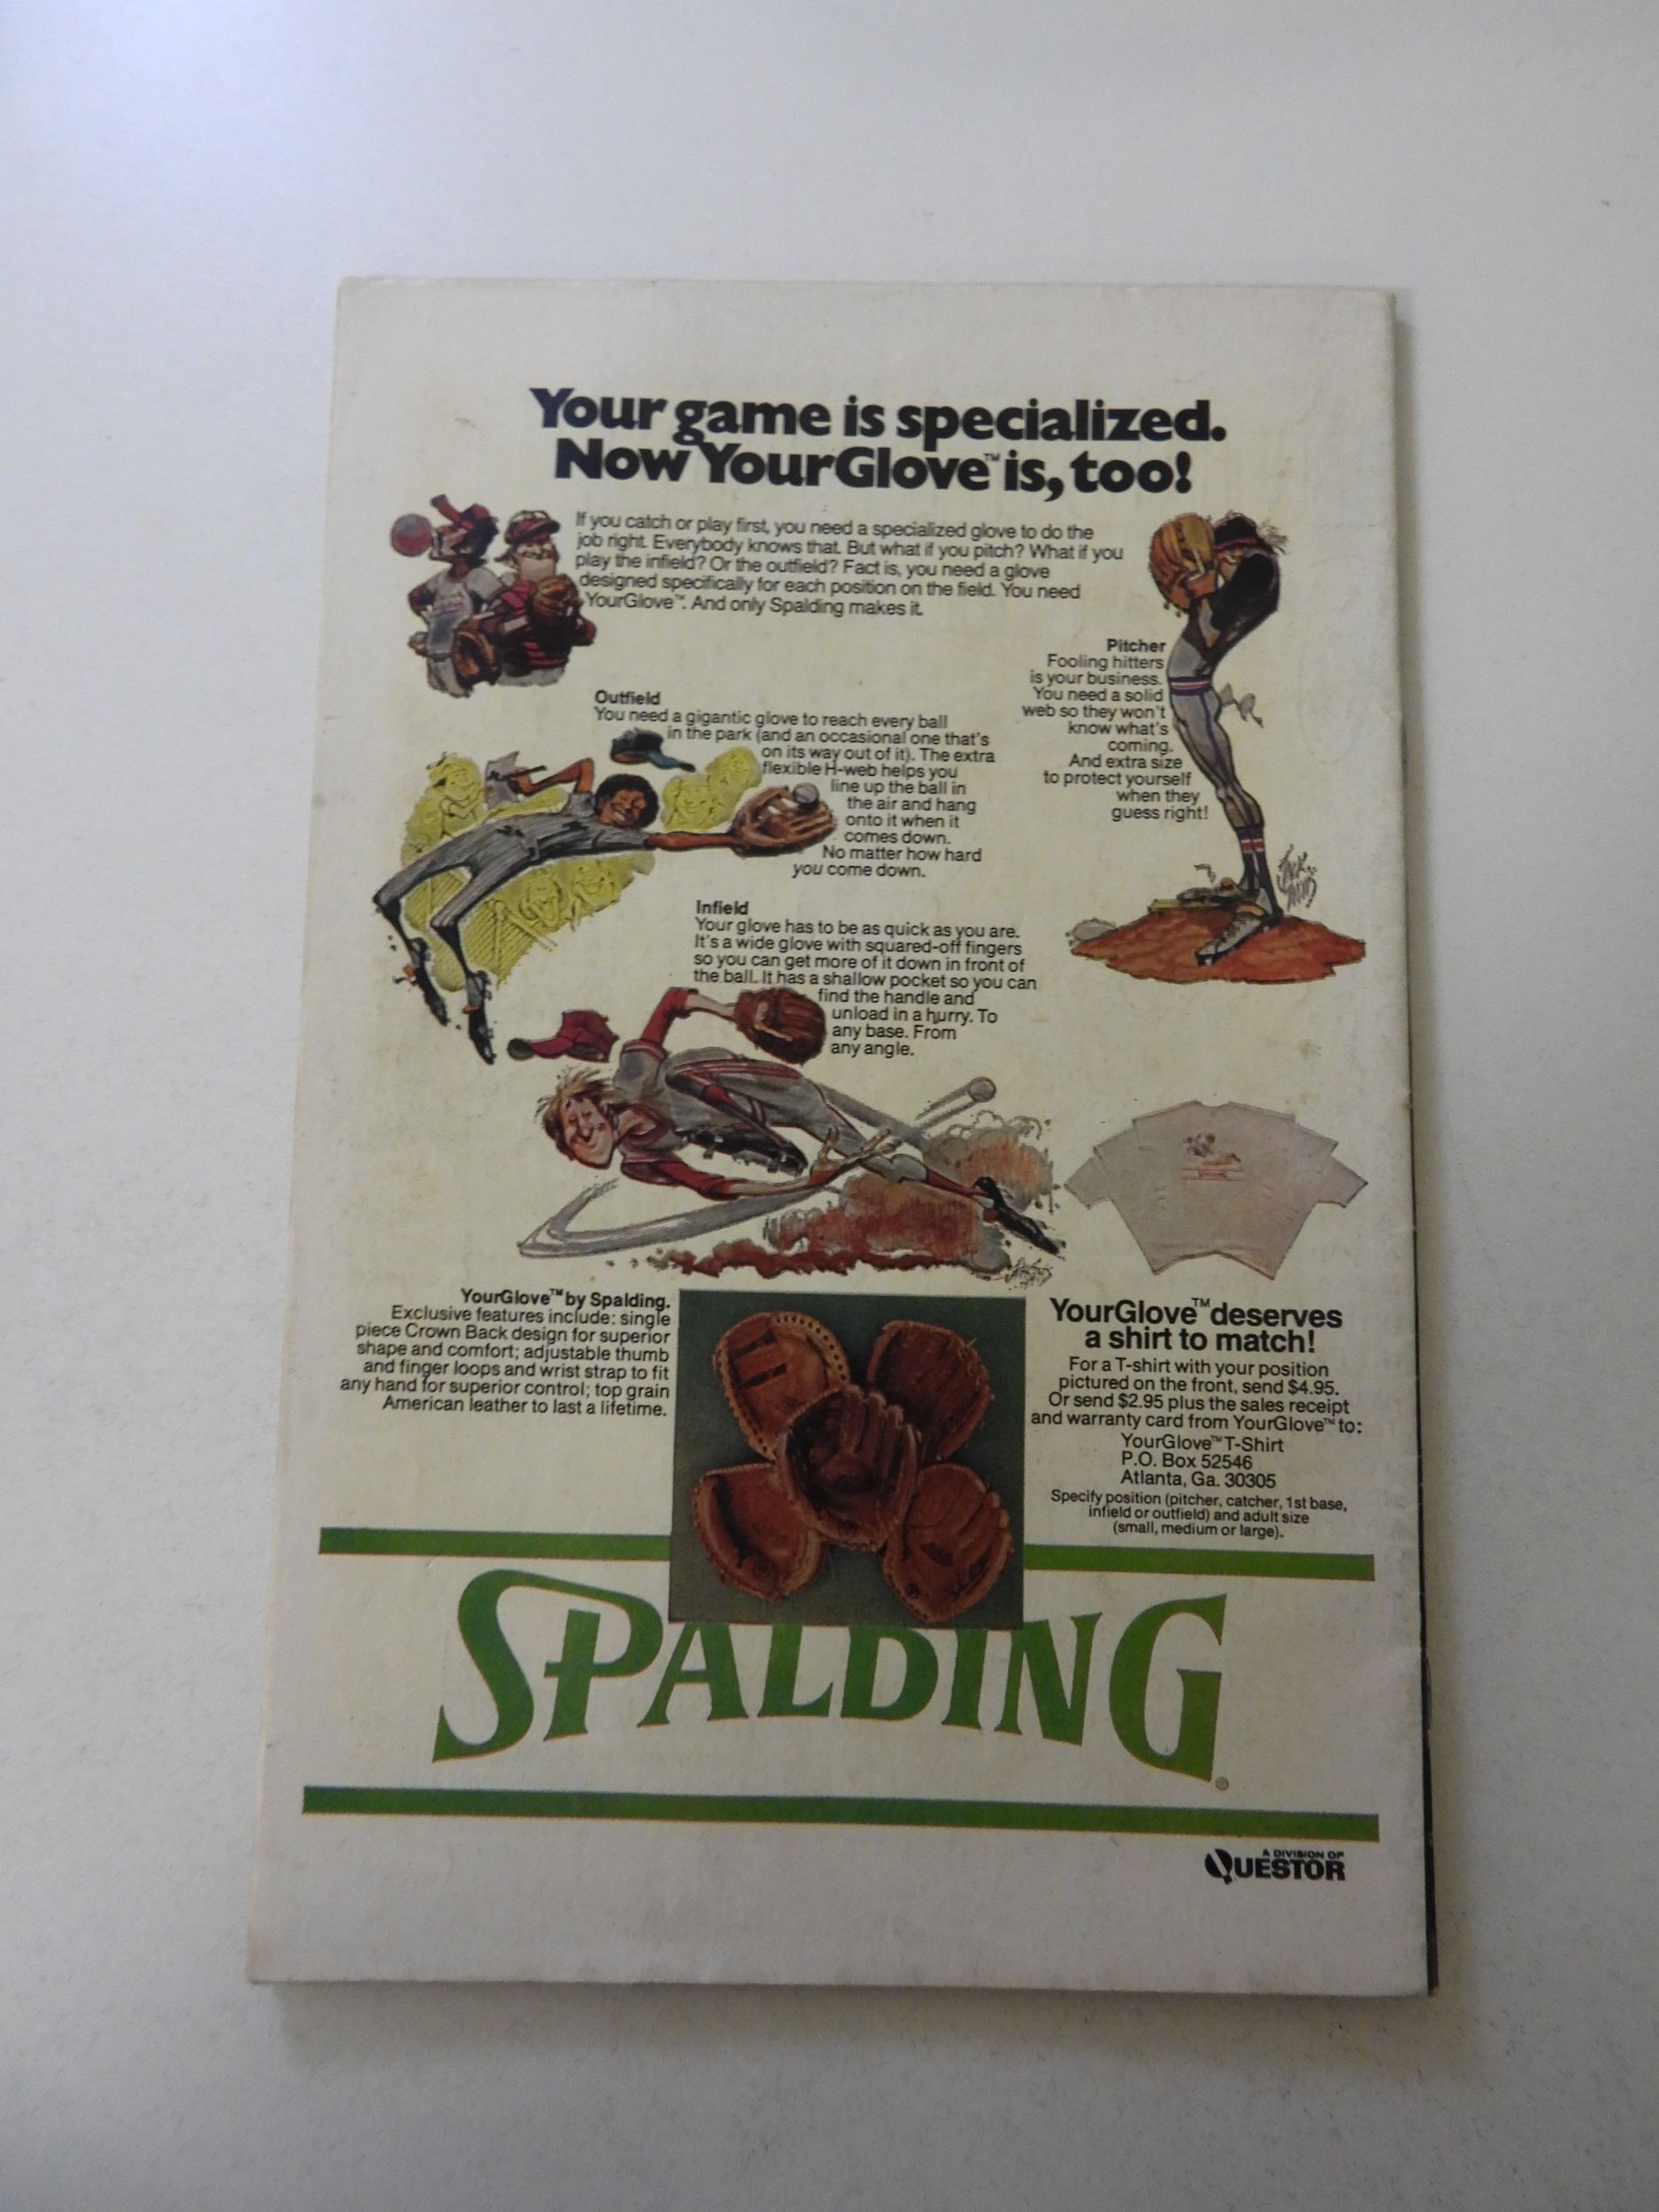 Your game is specialized.
Now YourGlove™ is, too!
If you catch or play first, you need a specialized glove to do the
job right. Everybody knows that. But what if you pitch? What if you
play the infield? Or the outfield? Fact is, you need a glove
designed specifically for each position on the field. You need
YourGlove™. And only Spalding makes it.
Pitcher
Fooling hitters
is your business.
You need a solid
web so they won't
know what's
coming.
And extra size
to protect yourself
when they
guess right!
Outfield
You need a gigantic glove to reach every ball
in the park (and an occasional one that's
on its way out of it). The extra
flexible H-web helps you
line up the ball in
the air and hang
onto it when it
comes down.
No matter how hard
you come down.
Infield
Your glove has to be as quick as you are.
It's a wide glove with squared-off fingers
so you can get more of it down in front of
the ball. It has a shallow pocket so you can
find the handle and
unload in a hurry. To
any base. From
any angle.
YourGlove™ by Spalding.
Exclusive features include: single
piece Crown Back design for superior
shape and comfort; adjustable thumb
and finger loops and wrist strap to fit
any hand for superior control; top grain
American leather to last a lifetime.
YourGlove™ deserves
a shirt to match!
For a T-shirt with your position
pictured on the front, send $4.95.
Or send $2.95 plus the sales receipt
and warranty card from YourGlove™ to:
YourGlove™ T-Shirt
P.O. Box 52546
Atlanta, Ga. 30305
Specify position (pitcher, catcher, 1st base,
infield or outfield) and adult size
(small, medium or large).
SPALDING®
A DIVISION OF
QUESTOR